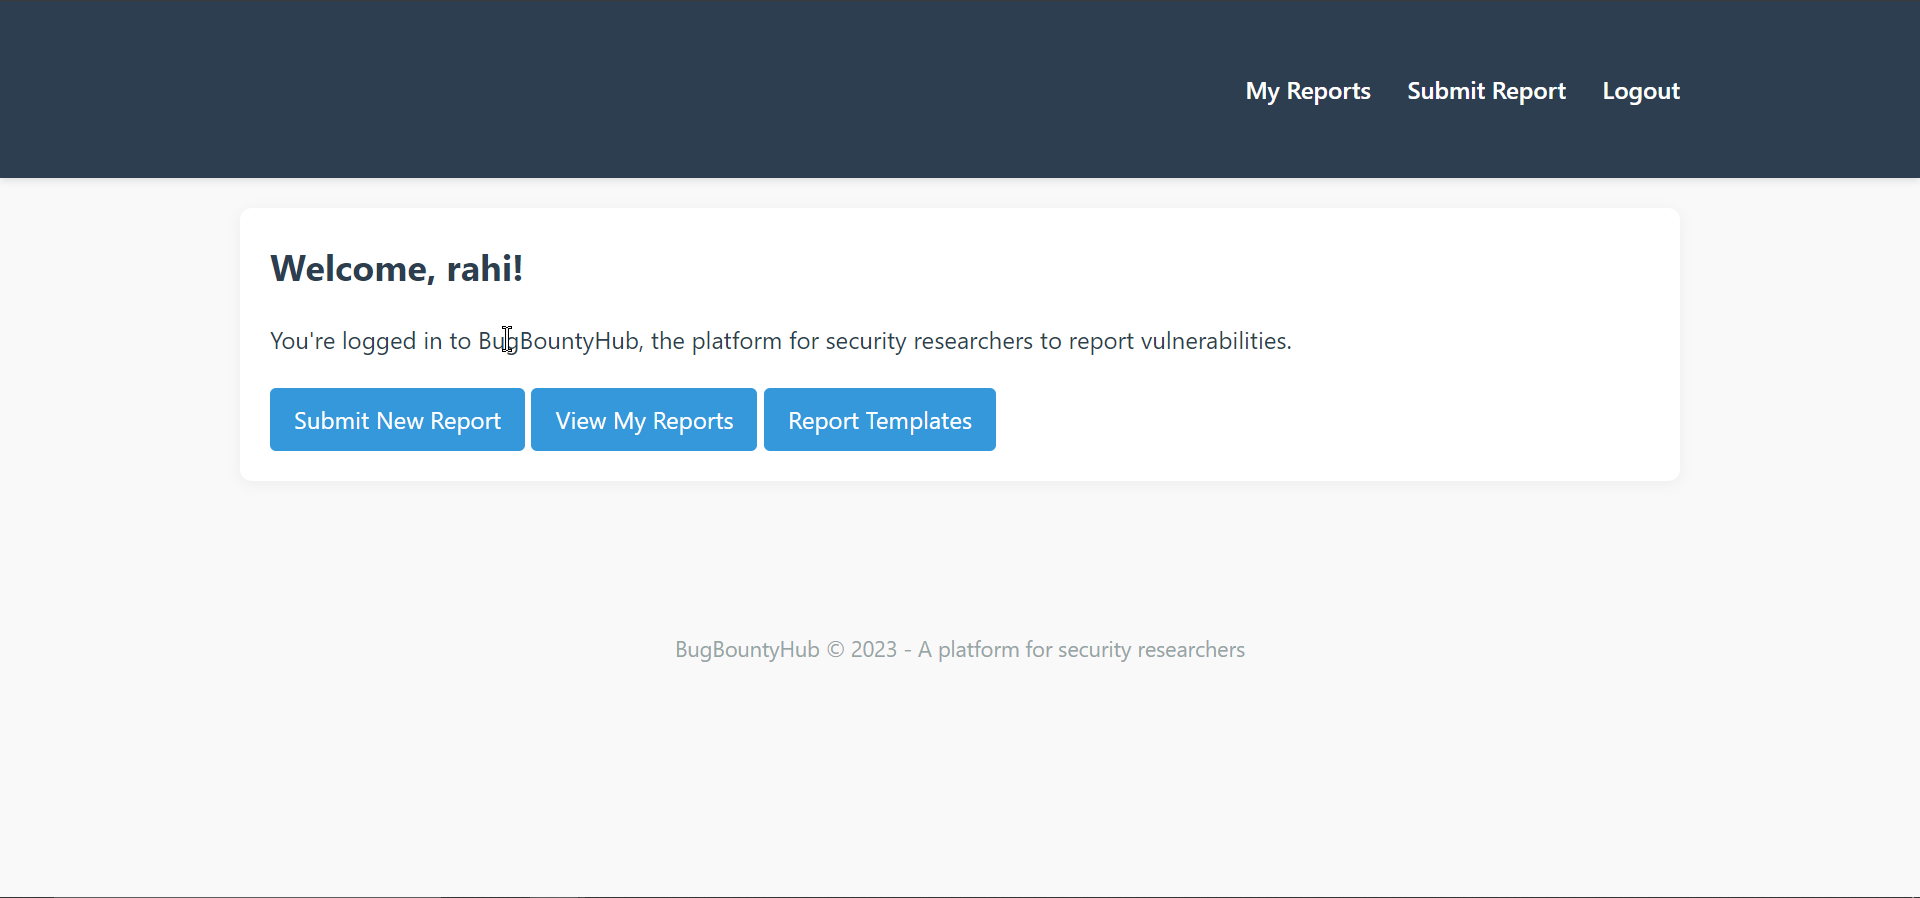 My Reports Submit Report Logout
Welcome, rahi!
You're logged in to BugBountyHub, the platform for security researchers to report vulnerabilities.
Submit New Report View My Reports Report Templates
BugBountyHub © 2023 - A platform for security researchers